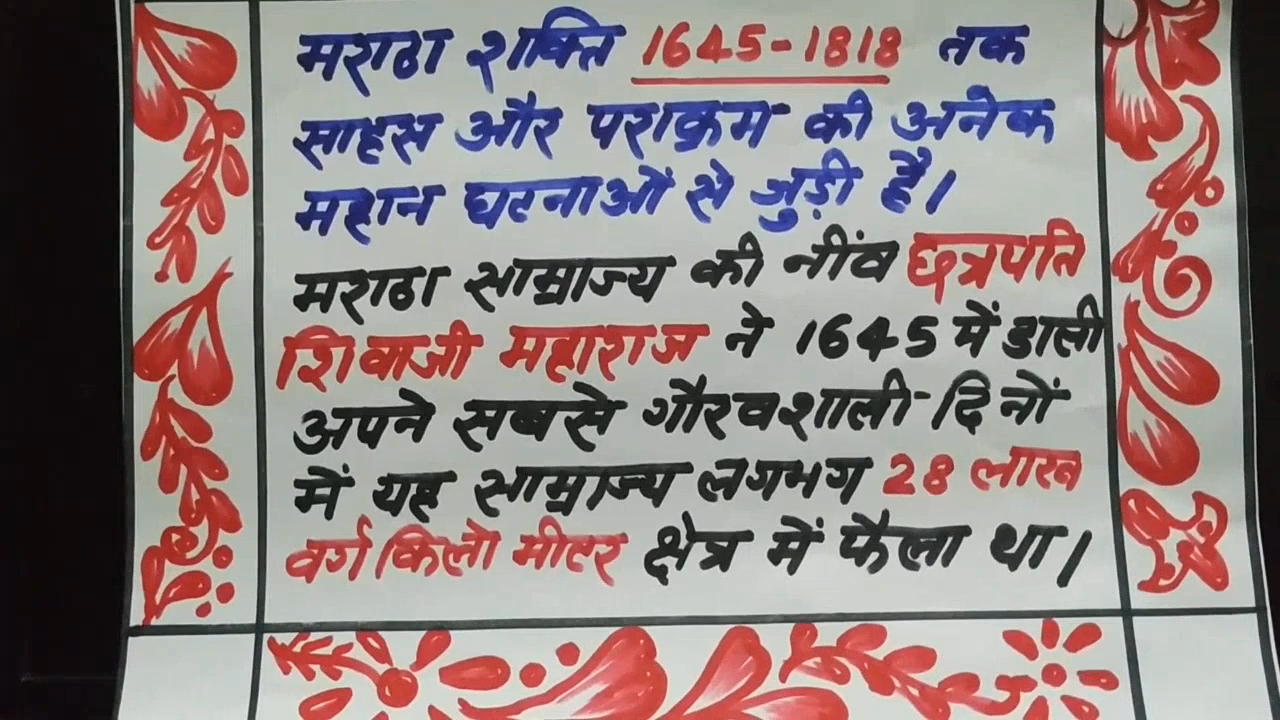 मराठा शक्ति 1645-1818 तक
साहस और पराक्रम की अनेक
महान घटनाओं से जुड़ी है।
मराठा साम्राज्य की नींव छत्रपति
शिवाजी महाराज ने 1645 में डाली
अपने सबसे गौरवशाली दिनों
में यह साम्राज्य लगभग 28 लाख
वर्ग किलो मीटर क्षेत्र में फैला था।